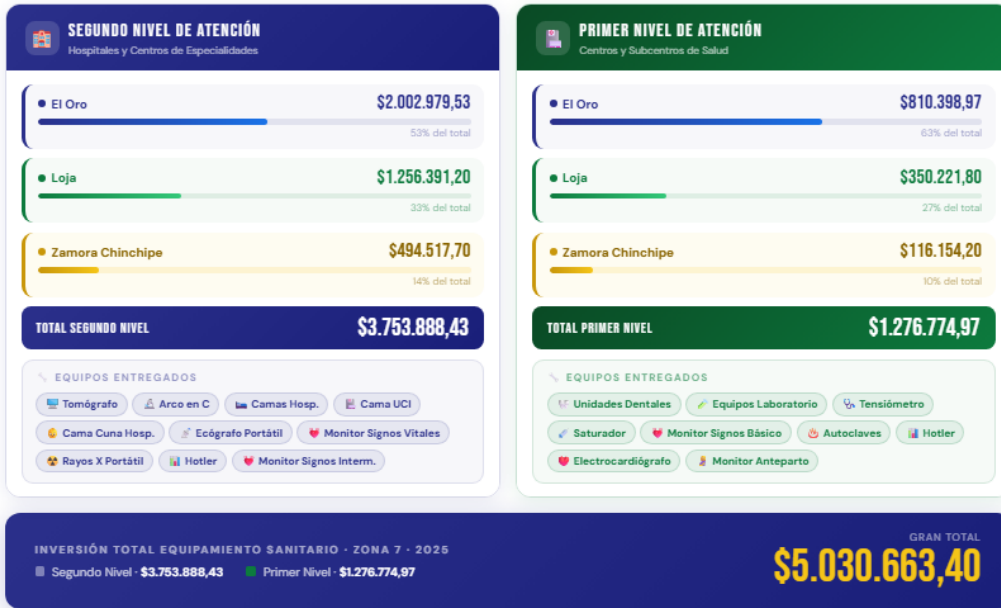 SEGUNDO NIVEL DE ATENCIÓN
Hospitales y Centros de Especialidades
El Oro
$2.002.979,53
53% del total
Loja
$1.256.391,20
33% del total
Zamora Chinchipe
$494.517,70
14% del total
TOTAL SEGUNDO NIVEL
$3.753.888,43
EQUIPOS ENTREGADOS
Tomógrafo
Arco en C
Camas Hosp.
Cama UCI
Cama Cuna Hosp.
Ecógrafo Portátil
Monitor Signos Vitales
Rayos X Portátil
Hotler
Monitor Signos Interm.
PRIMER NIVEL DE ATENCIÓN
Centros y Subcentros de Salud
El Oro
$810.398,97
63% del total
Loja
$350.221,80
27% del total
Zamora Chinchipe
$116.154,20
10% del total
TOTAL PRIMER NIVEL
$1.276.774,97
EQUIPOS ENTREGADOS
Unidades Dentales
Equipos Laboratorio
Tensiómetro
Saturador
Monitor Signos Básico
Autoclaves
Hotler
Electrocardiógrafo
Monitor Anteparto
INVERSIÓN TOTAL EQUIPAMIENTO SANITARIO · ZONA 7 · 2025
Segundo Nivel · $3.753.888,43
Primer Nivel · $1.276.774,97
GRAN TOTAL
$5.030.663,40